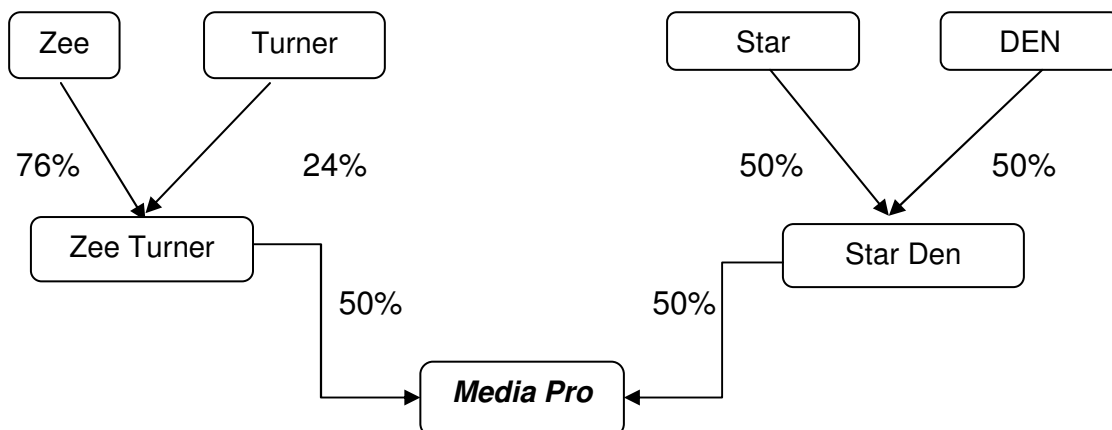 Zee
Turner
Star
DEN
76%
24%
50%
50%
Zee Turner
Star Den
50%
50%
Media Pro